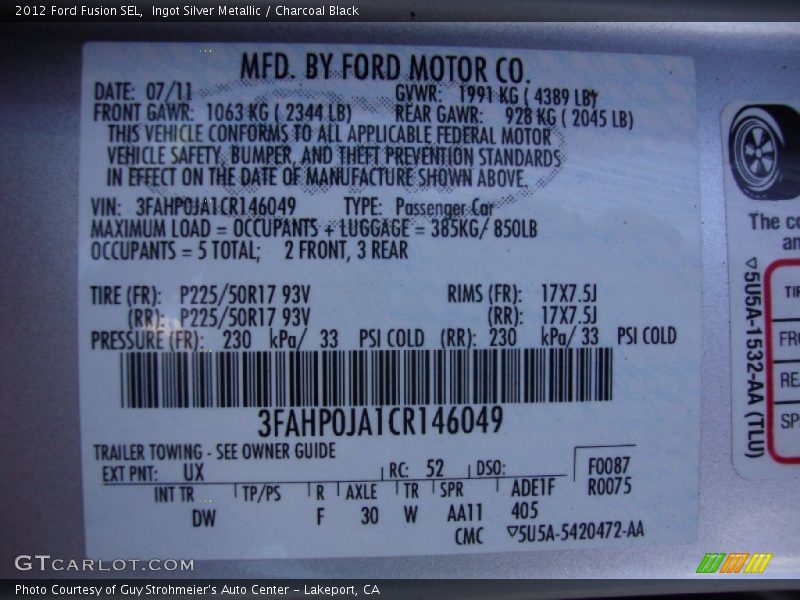 2012 Ford Fusion SEL,  Ingot Silver Metallic / Charcoal Black
MFD. BY FORD MOTOR CO.
DATE: 07/11 GVWR: 1991 KG ( 4389 LB)
FRONT GAWR: 1063 KG ( 2344 LB) REAR GAWR: 928 KG ( 2045 LB)
THIS VEHICLE CONFORMS TO ALL APPLICABLE FEDERAL MOTOR
VEHICLE SAFETY, BUMPER, AND THEFT PREVENTION STANDARDS
IN EFFECT ON THE DATE OF MANUFACTURE SHOWN ABOVE.
VIN: 3FAHP0JA1CR146049 TYPE: Passenger Car
MAXIMUM LOAD = OCCUPANTS + LUGGAGE = 385KG/ 850LB
OCCUPANTS = 5 TOTAL; 2 FRONT, 3 REAR
TIRE (FR): P225/50R17 93V RIMS (FR): 17X7.5J
(RR): P225/50R17 93V (RR): 17X7.5J
PRESSURE (FR): 230 kPa/ 33 PSI COLD (RR): 230 kPa/ 33 PSI COLD
3FAHP0JA1CR146049
TRAILER TOWING - SEE OWNER GUIDE
EXT PNT: UX RC: 52 DSO: F0087
INT TR TP/PS R AXLE TR SPR ADE1F R0075
DW F 30 W AA11 405
CMC ▽5U5A-5420472-AA
The
▽5U5A-1532-AA (TLU)
GTCARLOT.COM
Photo Courtesy of Guy Strohmeier's Auto Center - Lakeport, CA